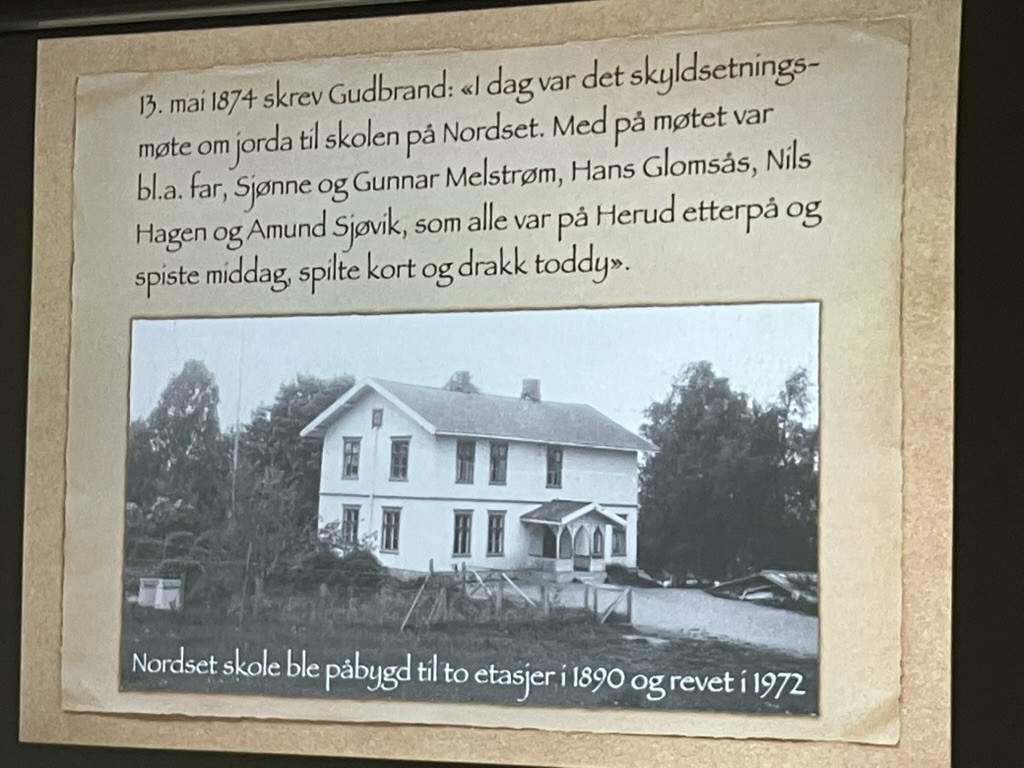 13. mai 1874 skrev Gudbrand: «I dag var det skyldsetnings-
møte om jorda til skolen på Nordset. Med på møtet var
bl.a. far, Sjønne og Gunnar Melstrøm, Hans Glomsås, Nils
Hagen og Amund Sjøvik, som alle var på Herud etterpå og
spiste middag, spilte kort og drakk toddy».
Nordset skole ble påbygd til to etasjer i 1890 og revet i 1972